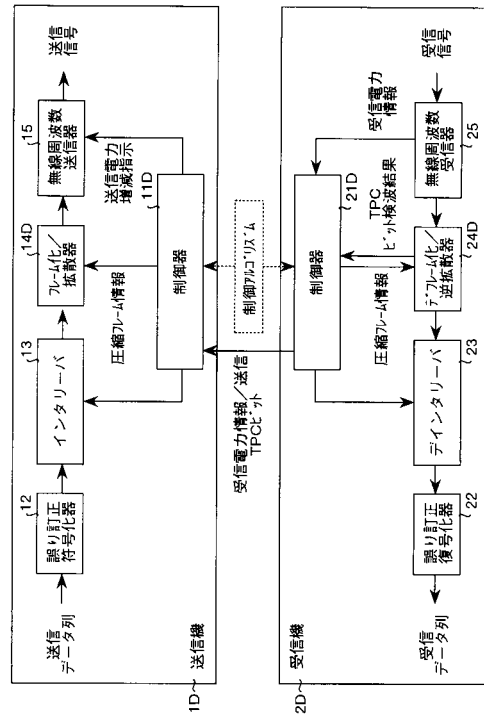 送信
データ列
12
誤り訂正
符号化器
13
インタリーバ
14D
フレーム化/
拡散器
15
無線周波数
送信器
送信
信号
圧縮フレーム情報
送信電力
増減指示
11D
制御器
1D
送信機
受信電力情報/送信
TPCビット
制御アルゴリズム
2D
受信機
21D
制御器
圧縮フレーム情報
TPC
ビット検波結果
受信電力
情報
受信
データ列
誤り訂正
復号化器
22
デインタリーバ
23
デフレーム化/
逆拡散器
24D
無線周波数
受信器
25
受信
信号